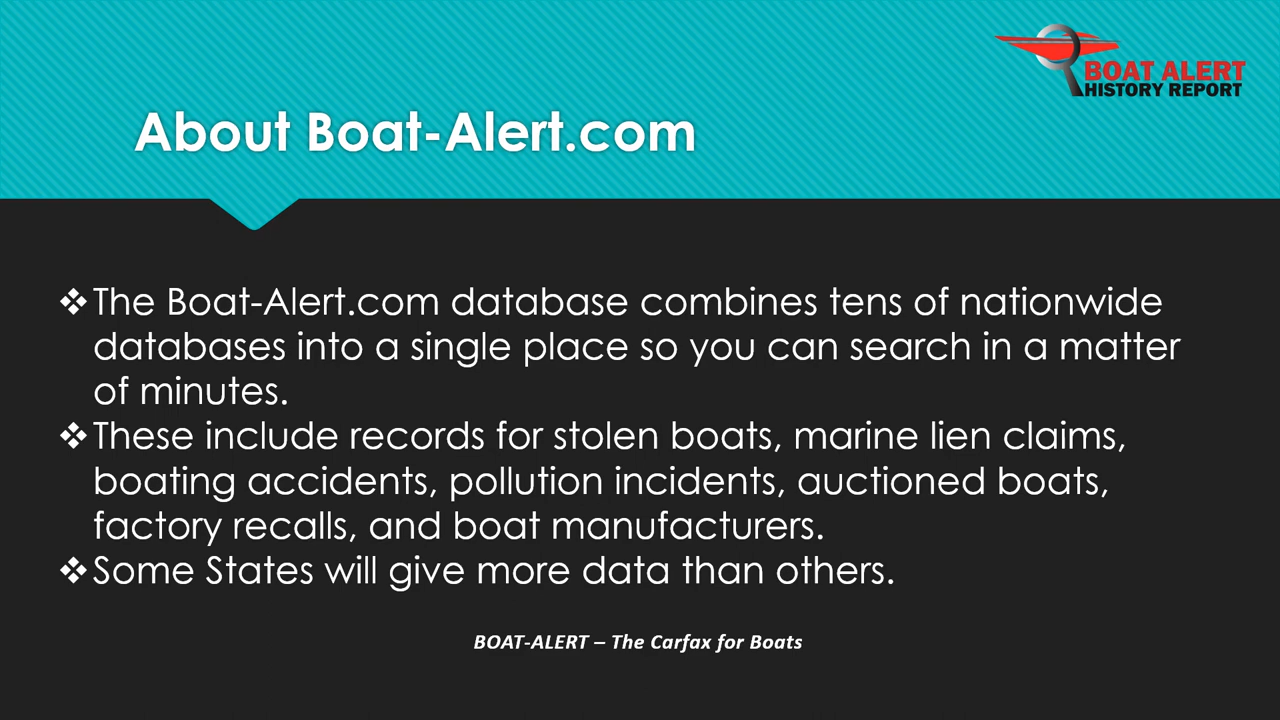 BOAT ALERT
HISTORY REPORT
About Boat-Alert.com
❖The Boat-Alert.com database combines tens of nationwide
databases into a single place so you can search in a matter
of minutes.
❖These include records for stolen boats, marine lien claims,
boating accidents, pollution incidents, auctioned boats,
factory recalls, and boat manufacturers.
❖Some States will give more data than others.
BOAT-ALERT – The Carfax for Boats